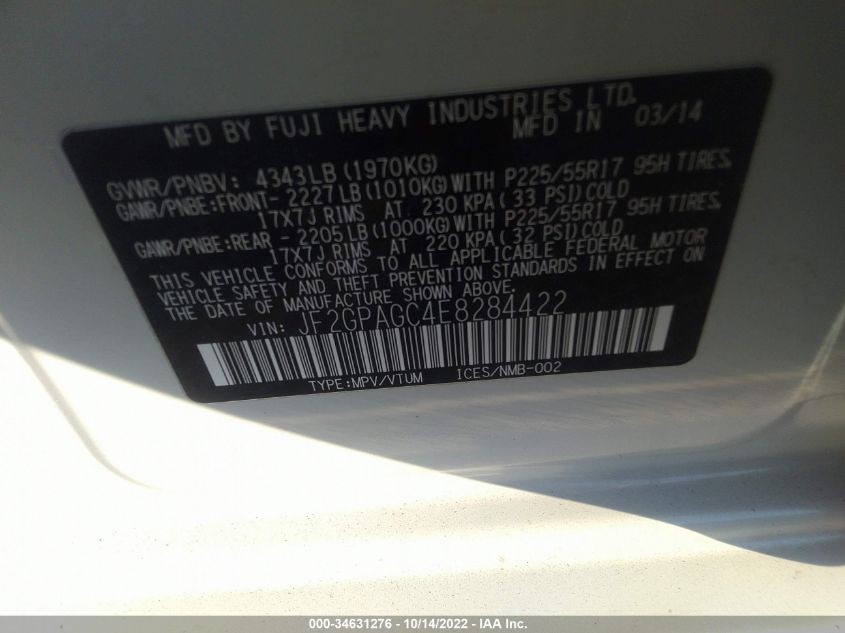 MFD BY FUJI HEAVY INDUSTRIES LTD.
MFD IN 03/14
GVWR/PNBV: 4343LB (1970KG)
GAWR/PNBE:FRONT- 2227LB (1010KG) WITH P225/55R17 95H TIRES,
17X7J RIMS AT 230 KPA (33 PSI) COLD
GAWR/PNBE:REAR - 2205LB (1000KG) WITH P225/55R17 95H TIRES,
17X7J RIMS AT 220 KPA (32 PSI) COLD
THIS VEHICLE CONFORMS TO ALL APPLICABLE FEDERAL MOTOR
VEHICLE SAFETY AND THEFT PREVENTION STANDARDS IN EFFECT ON
THE DATE OF MANUFACTURE SHOWN ABOVE.
VIN: JF2GPAGC4E8284422
TYPE:MPV/VTUM ICES/NMB-002
000-34631276 - 10/14/2022 - IAA Inc.